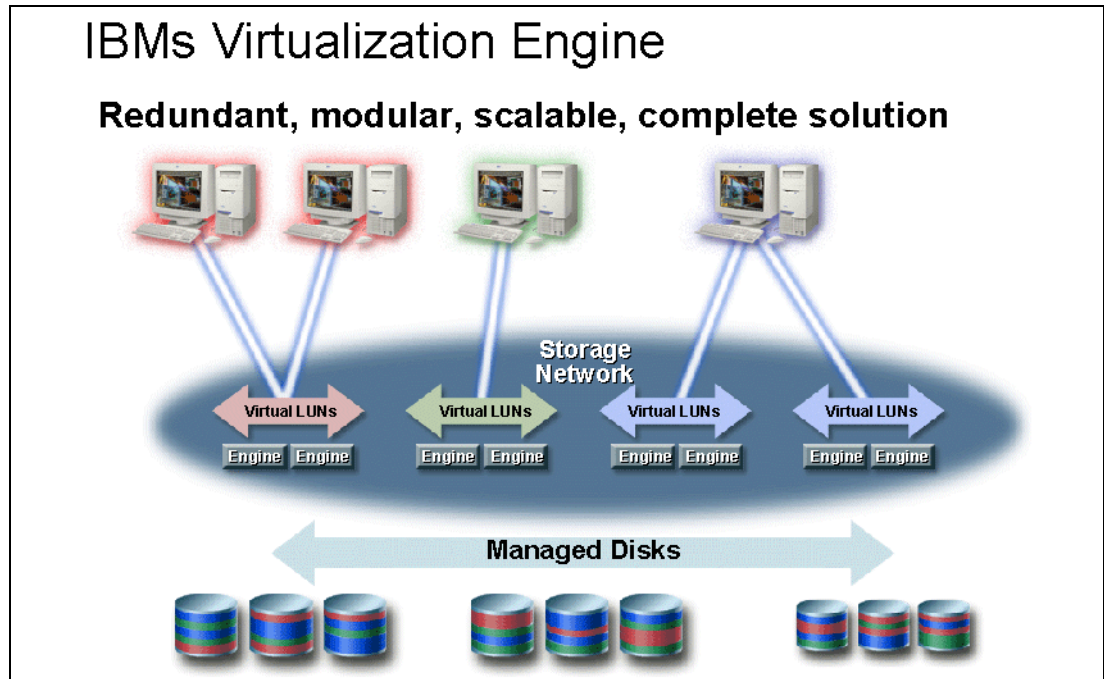 IBMs Virtualization Engine
Redundant, modular, scalable, complete solution
Storage
Network
Virtual LUNs Virtual LUNs Virtual LUNs Virtual LUNs
Engine Engine Engine Engine Engine Engine Engine Engine
Managed Disks